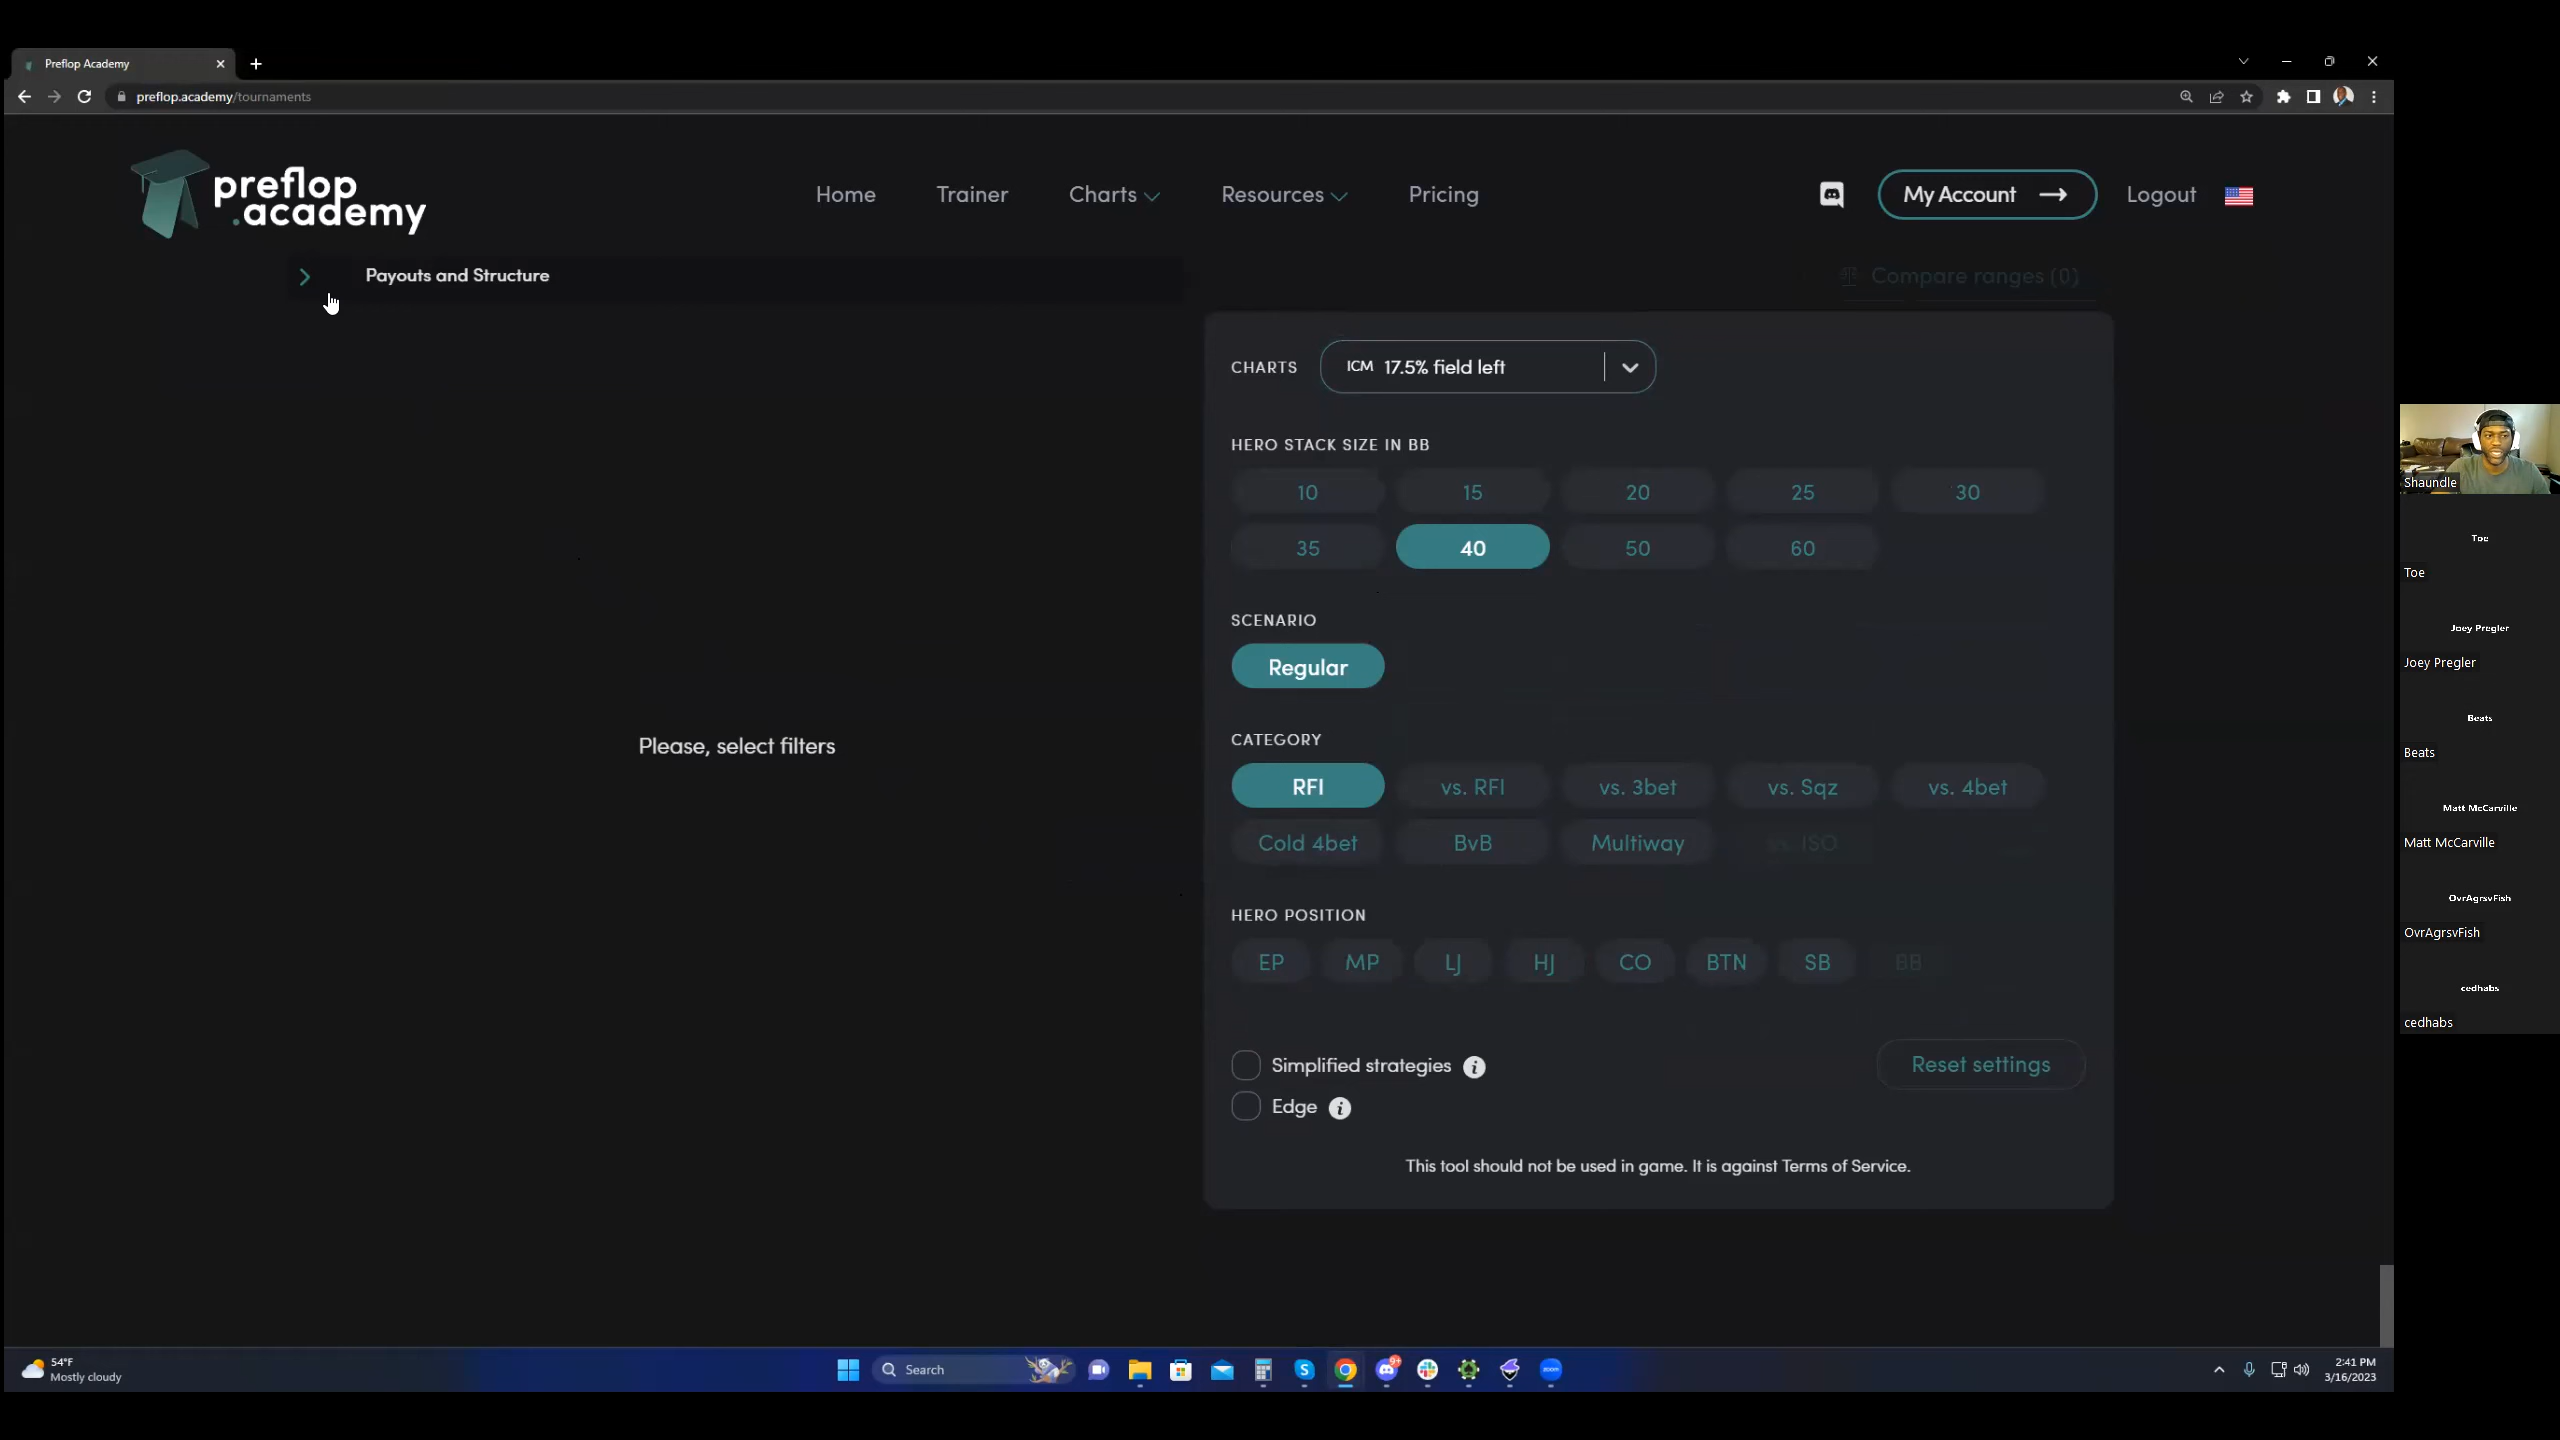 Preflop Academy
preflop.academy/tournaments
preflop
.academy
Home
Trainer
Charts
Resources
Pricing
My Account
Logout
Payouts and Structure
Compare ranges (0)
CHARTS
ICM 17.5% field left
HERO STACK SIZE IN BB
10 15 20 25 30
35 40 50 60
SCENARIO
Regular
Please, select filters
CATEGORY
RFI vs. RFI vs. 3bet vs. Sqz vs. 4bet
Cold 4bet BvB Multiway vs. ISO
HERO POSITION
EP MP LJ HJ CO BTN SB BB
Simplified strategies
Reset settings
Edge
This tool should not be used in game. It is against Terms of Service.
Shaundle
Toe
Toe
Joey Pregler
Joey Pregler
Beats
Beats
Matt McCarville
Matt McCarville
OvrAgrsvFish
OvrAgrsvFish
cedhabs
cedhabs
54°F
Mostly cloudy
Search
9+
zoom
2:41 PM
3/16/2023